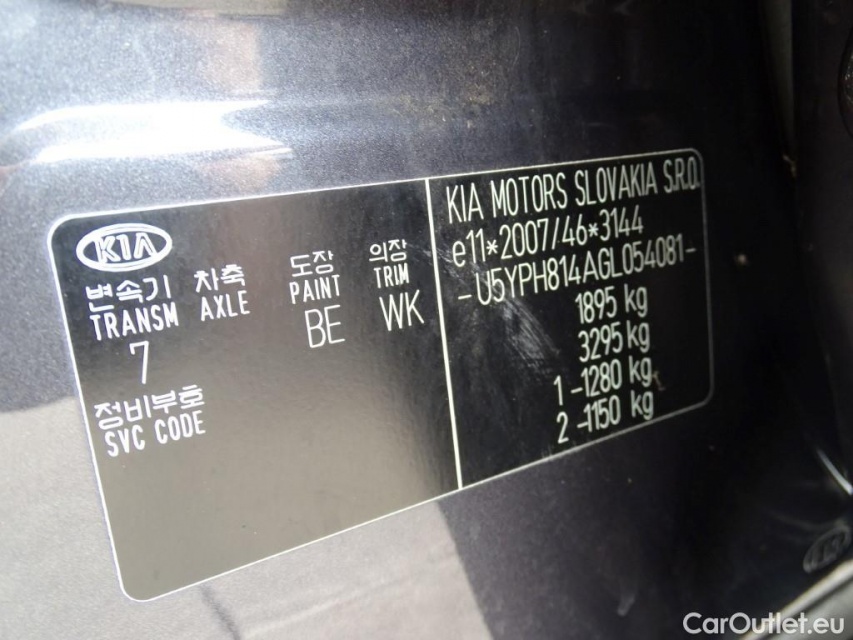 KIA
변속기 차축 도장 의장
TRANSM AXLE PAINT TRIM
7 BE WK
정비부호
SVC CODE
KIA MOTORS SLOVAKIA S.R.O.
e11*2007/46*3144
-U5YPH814AGL054081-
1895 kg
3295 kg
1 -1280 kg
2 -1150 kg
CarOutlet.eu